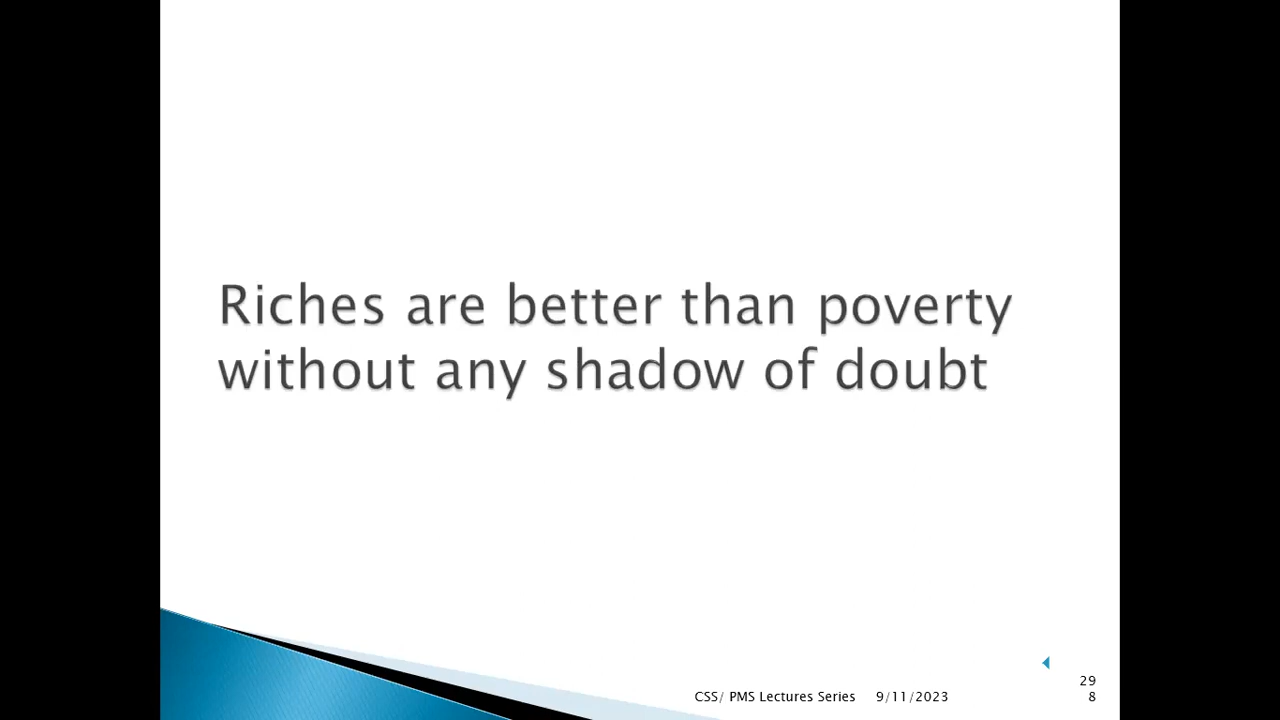 Riches are better than poverty
without any shadow of doubt
29
CSS/ PMS Lectures Series 9/11/2023 8